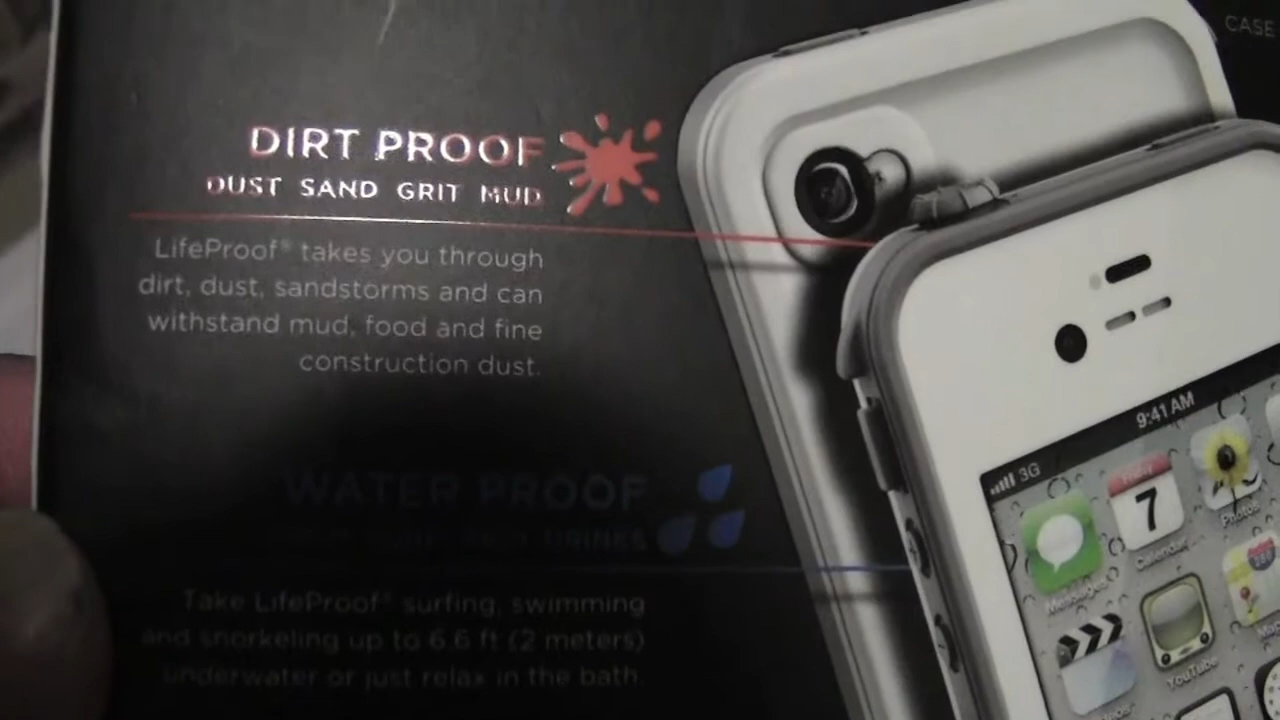 CASE
DIRT PROOF
DUST SAND GRIT MUD
LifeProof® takes you through
dirt, dust, sandstorms and can
withstand mud, food and fine
construction dust.
WATER PROOF
DRINKS
Take LifeProof® surfing, swimming
and snorkeling up to 6.6 ft (2 meters)
underwater or just relax in the bath.
9:41 AM
3G
Friday
7
Messages
Calendar
Photos
YouTube